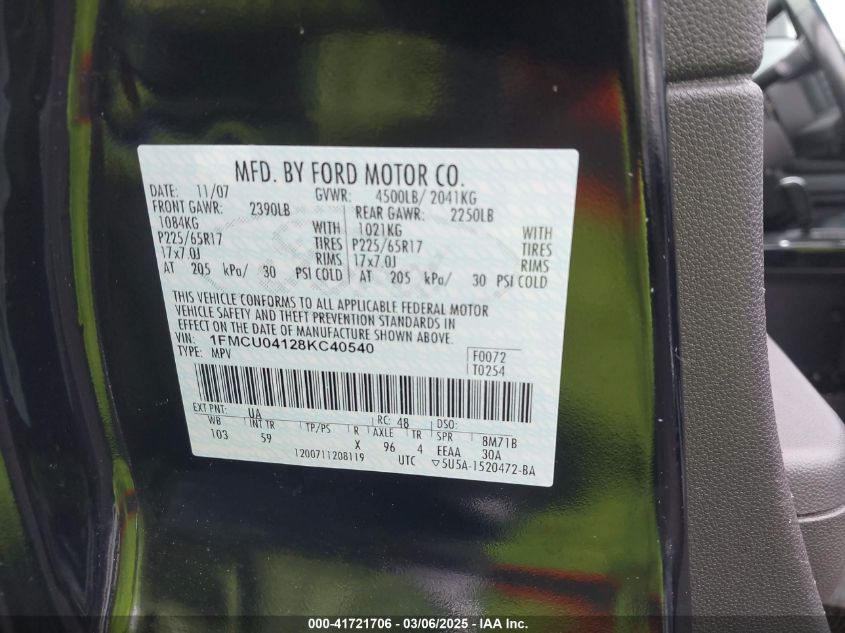 MFD. BY FORD MOTOR CO.
DATE: 11/07 GVWR: 4500LB/ 2041KG
FRONT GAWR: 2390LB REAR GAWR: 2250LB
1084KG WITH 1021KG WITH
P225/65R17 TIRES P225/65R17 TIRES
17x7.0J RIMS 17x7.0J RIMS
AT 205 kPa/ 30 PSI COLD AT 205 kPa/ 30 PSI COLD
THIS VEHICLE CONFORMS TO ALL APPLICABLE FEDERAL MOTOR
VEHICLE SAFETY AND THEFT PREVENTION STANDARDS IN
EFFECT ON THE DATE OF MANUFACTURE SHOWN ABOVE.
VIN: 1FMCU04128KC40540
TYPE: MPV
F0072
T0254
EXT PNT: UA RC: 48 DSO:
WB INT TR TP/PS R AXLE TR SPR 8M71B
103 59 X 96 4 EEAA 30A
1200711208119 UTC ▽5U5A-1520472-BA
000-41721706 - 03/06/2025 - IAA Inc.